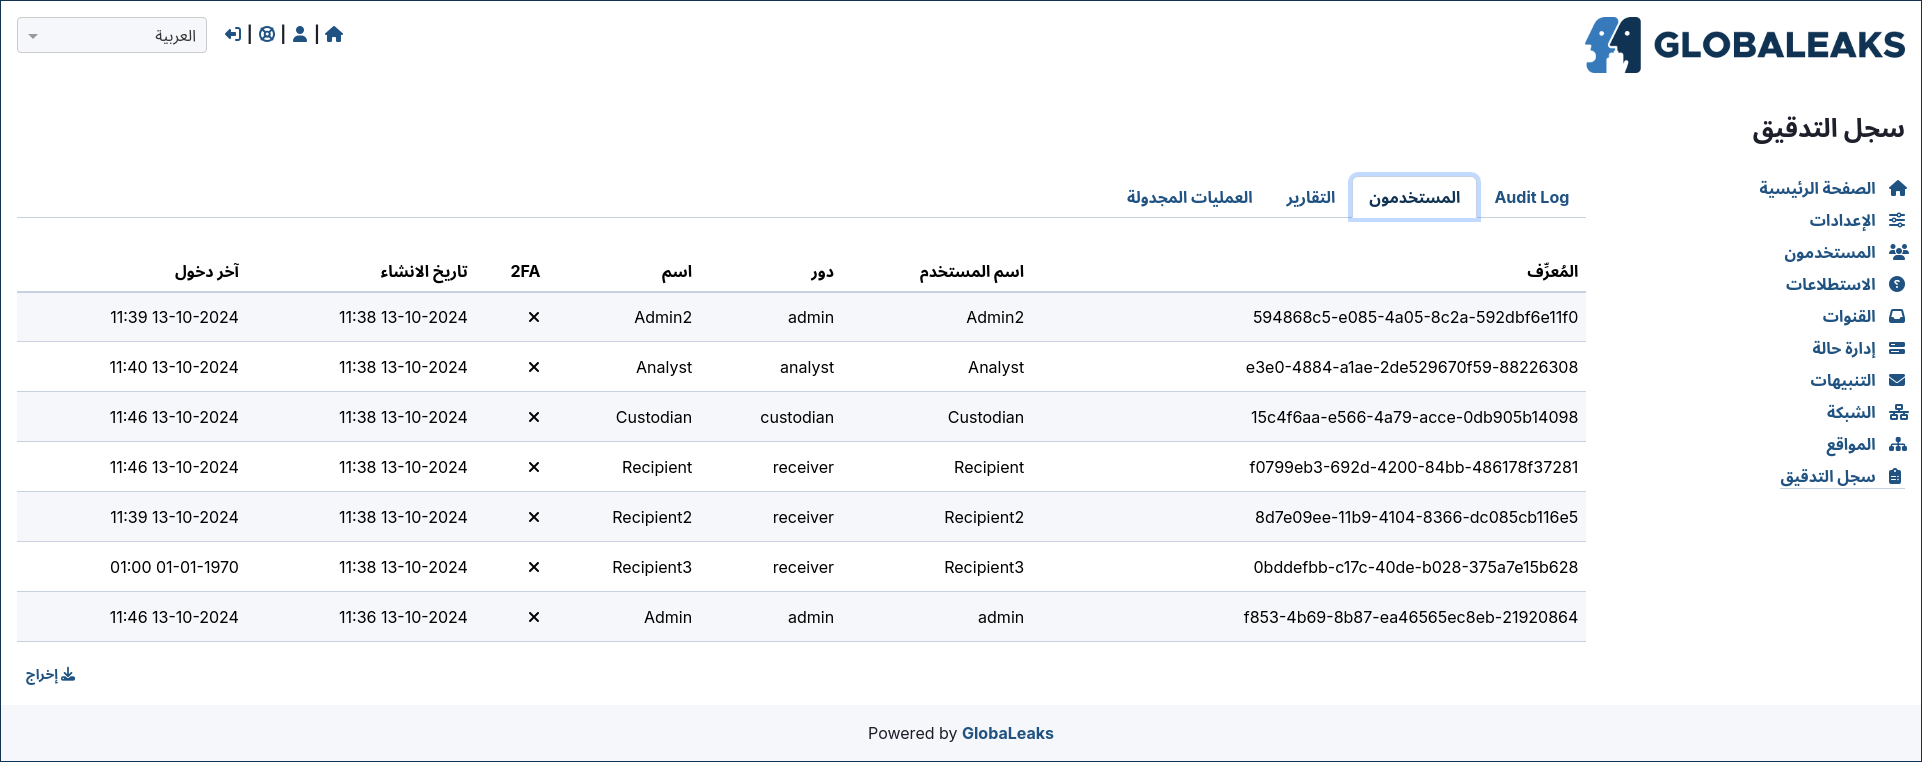 GLOBALEAKS
العربية
سجل التدقيق
الصفحة الرئيسية
الإعدادات
المستخدمون
الاستطلاعات
القنوات
إدارة حالة
التنبيهات
الشبكة
المواقع
سجل التدقيق
Audit Log المستخدمون التقارير العمليات المجدولة
المُعرِّف اسم المستخدم دور اسم 2FA تاريخ الانشاء آخر دخول
594868c5-e085-4a05-8c2a-592dbf6e11f0 Admin2 admin Admin2 11:38 13-10-2024 11:39 13-10-2024
e3e0-4884-a1ae-2de529670f59-88226308 Analyst analyst Analyst 11:38 13-10-2024 11:40 13-10-2024
15c4f6aa-e566-4a79-acce-0db905b14098 Custodian custodian Custodian 11:38 13-10-2024 11:46 13-10-2024
f0799eb3-692d-4200-84bb-486178f37281 Recipient receiver Recipient 11:38 13-10-2024 11:46 13-10-2024
8d7e09ee-11b9-4104-8366-dc085cb116e5 Recipient2 receiver Recipient2 11:38 13-10-2024 11:39 13-10-2024
0bddefbb-c17c-40de-b028-375a7e15b628 Recipient3 receiver Recipient3 11:38 13-10-2024 01:00 01-01-1970
f853-4b69-8b87-ea46565ec8eb-21920864 admin admin Admin 11:36 13-10-2024 11:46 13-10-2024
إخراج
Powered by GlobaLeaks